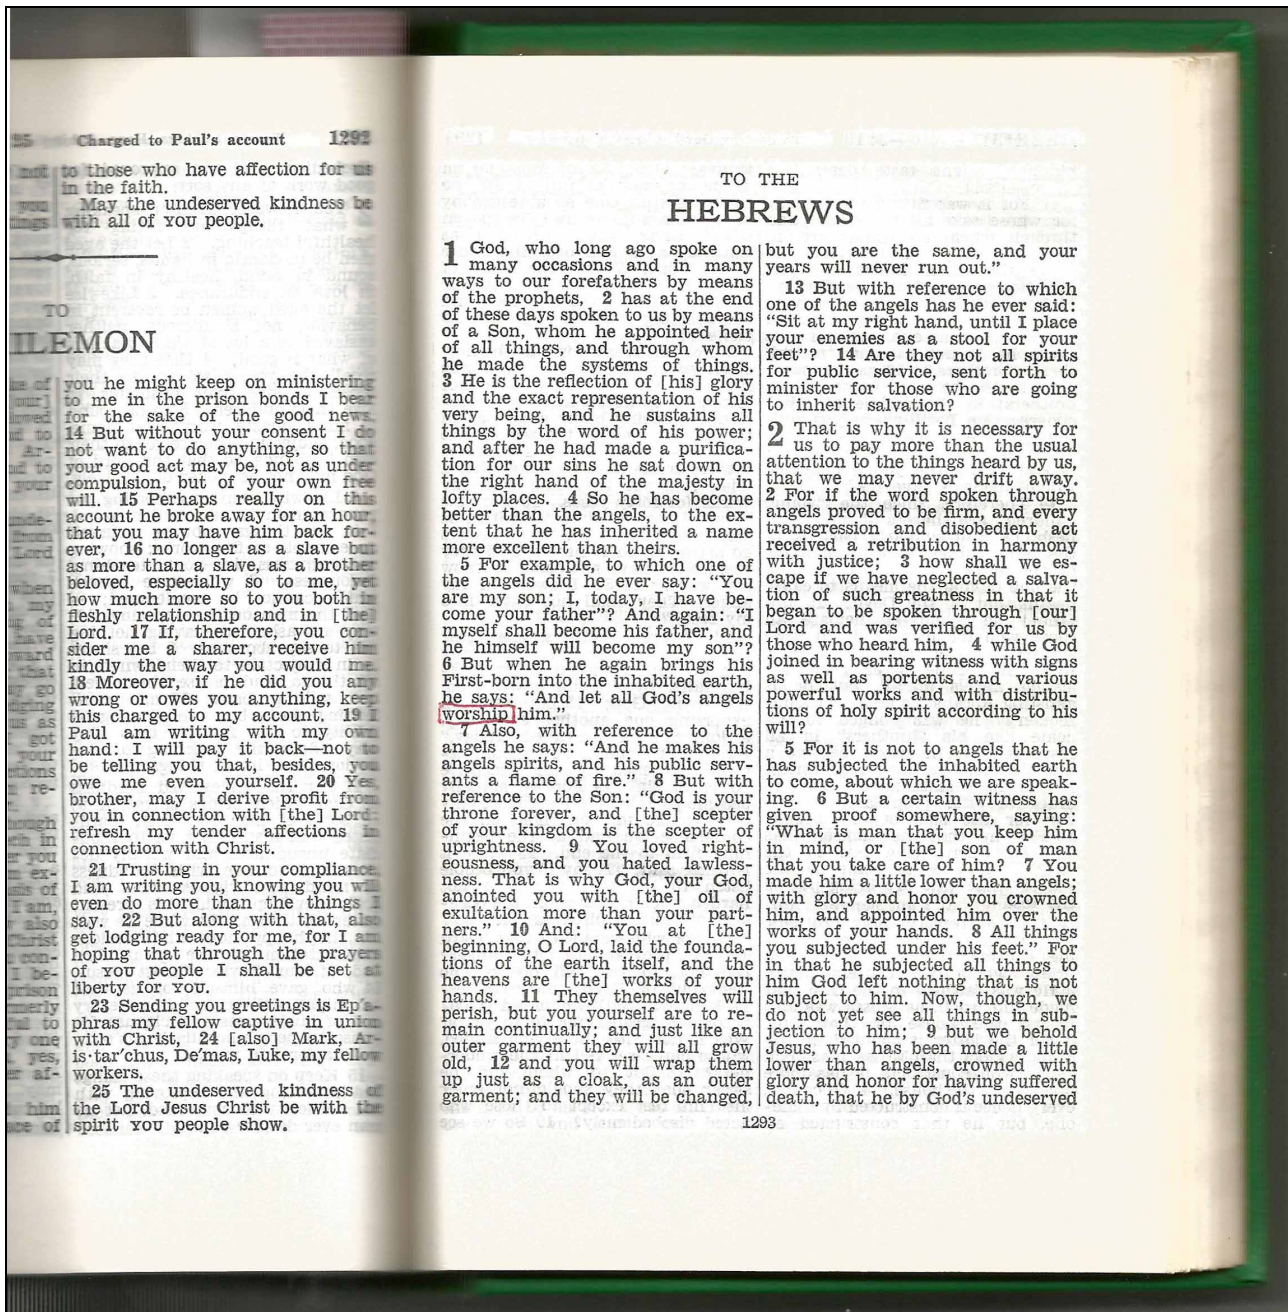 Charged to Paul's account 1292
to those who have affection for us
in the faith.
May the undeserved kindness be
with all of YOU people.
TO
ILEMON
you he might keep on ministering
to me in the prison bonds I bear
for the sake of the good news.
14 But without your consent I do
not want to do anything, so that
your good act may be, not as under
compulsion, but of your own free
will. 15 Perhaps really on this
account he broke away for an hour,
that you may have him back for-
ever, 16 no longer as a slave but
as more than a slave, as a brother
beloved, especially so to me, yet
how much more so to you both in
fleshly relationship and in [the]
Lord. 17 If, therefore, you con-
sider me a sharer, receive him
kindly the way you would me.
18 Moreover, if he did you any
wrong or owes you anything, keep
this charged to my account. 19 I
Paul am writing with my own
hand: I will pay it back—not to
be telling you that, besides, you
owe me even yourself. 20 Yes,
brother, may I derive profit from
you in connection with [the] Lord:
refresh my tender affections in
connection with Christ.
21 Trusting in your compliance,
I am writing you, knowing you will
even do more than the things I
say. 22 But along with that, also
get lodging ready for me, for I am
hoping that through the prayers
of YOU people I shall be set at
liberty for YOU.
23 Sending you greetings is Ep′a-
phras my fellow captive in union
with Christ, 24 [also] Mark, Ar-
is·tar′chus, De′mas, Luke, my fellow
workers.
25 The undeserved kindness of
the Lord Jesus Christ be with the
spirit YOU people show.
TO THE
HEBREWS
1 God, who long ago spoke on
many occasions and in many
ways to our forefathers by means
of the prophets, 2 has at the end
of these days spoken to us by means
of a Son, whom he appointed heir
of all things, and through whom
he made the systems of things.
3 He is the reflection of [his] glory
and the exact representation of his
very being, and he sustains all
things by the word of his power;
and after he had made a purifica-
tion for our sins he sat down on
the right hand of the majesty in
lofty places. 4 So he has become
better than the angels, to the ex-
tent that he has inherited a name
more excellent than theirs.
5 For example, to which one of
the angels did he ever say: “You
are my son; I, today, I have be-
come your father”? And again: “I
myself shall become his father, and
he himself will become my son”?
6 But when he again brings his
First-born into the inhabited earth,
he says: “And let all God's angels
worship him.”
7 Also, with reference to the
angels he says: “And he makes his
angels spirits, and his public serv-
ants a flame of fire.” 8 But with
reference to the Son: “God is your
throne forever, and [the] scepter
of your kingdom is the scepter of
uprightness. 9 You loved right-
eousness, and you hated lawless-
ness. That is why God, your God,
anointed you with [the] oil of
exultation more than your part-
ners.” 10 And: “You at [the]
beginning, O Lord, laid the founda-
tions of the earth itself, and the
heavens are [the] works of your
hands. 11 They themselves will
perish, but you yourself are to re-
main continually; and just like an
outer garment they will all grow
old, 12 and you will wrap them
up just as a cloak, as an outer
garment; and they will be changed,
but you are the same, and your
years will never run out.”
13 But with reference to which
one of the angels has he ever said:
“Sit at my right hand, until I place
your enemies as a stool for your
feet”? 14 Are they not all spirits
for public service, sent forth to
minister for those who are going
to inherit salvation?
2 That is why it is necessary for
us to pay more than the usual
attention to the things heard by us,
that we may never drift away.
2 For if the word spoken through
angels proved to be firm, and every
transgression and disobedient act
received a retribution in harmony
with justice; 3 how shall we es-
cape if we have neglected a salva-
tion of such greatness in that it
began to be spoken through [our]
Lord and was verified for us by
those who heard him, 4 while God
joined in bearing witness with signs
as well as portents and various
powerful works and with distribu-
tions of holy spirit according to his
will?
5 For it is not to angels that he
has subjected the inhabited earth
to come, about which we are speak-
ing. 6 But a certain witness has
given proof somewhere, saying:
“What is man that you keep him
in mind, or [the] son of man
that you take care of him? 7 You
made him a little lower than angels;
with glory and honor you crowned
him, and appointed him over the
works of your hands. 8 All things
you subjected under his feet.” For
in that he subjected all things to
him God left nothing that is not
subject to him. Now, though, we
do not yet see all things in sub-
jection to him; 9 but we behold
Jesus, who has been made a little
lower than angels, crowned with
glory and honor for having suffered
death, that he by God's undeserved
1293